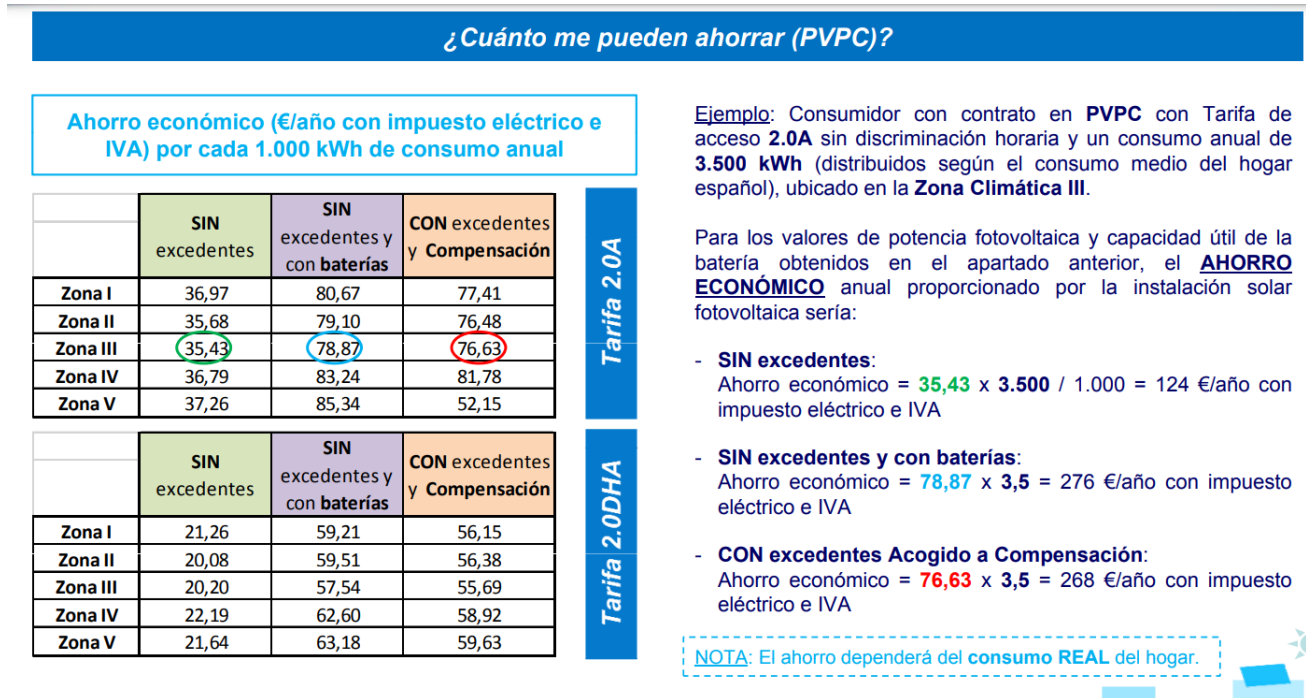 ¿Cuánto me pueden ahorrar (PVPC)?
Ahorro económico (€/año con impuesto eléctrico e
IVA) por cada 1.000 kWh de consumo anual
SIN excedentes | SIN excedentes y con baterías | CON excedentes y Compensación
Zona I 36,97 80,67 77,41
Zona II 35,68 79,10 76,48
Zona III 35,43 78,87 76,63
Zona IV 36,79 83,24 81,78
Zona V 37,26 85,34 52,15
Tarifa 2.0A
SIN excedentes | SIN excedentes y con baterías | CON excedentes y Compensación
Zona I 21,26 59,21 56,15
Zona II 20,08 59,51 56,38
Zona III 20,20 57,54 55,69
Zona IV 22,19 62,60 58,92
Zona V 21,64 63,18 59,63
Tarifa 2.0DHA
Ejemplo: Consumidor con contrato en PVPC con Tarifa de
acceso 2.0A sin discriminación horaria y un consumo anual de
3.500 kWh (distribuidos según el consumo medio del hogar
español), ubicado en la Zona Climática III.
Para los valores de potencia fotovoltaica y capacidad útil de la
batería obtenidos en el apartado anterior, el AHORRO
ECONÓMICO anual proporcionado por la instalación solar
fotovoltaica sería:
- SIN excedentes:
Ahorro económico = 35,43 x 3.500 / 1.000 = 124 €/año con
impuesto eléctrico e IVA
- SIN excedentes y con baterías:
Ahorro económico = 78,87 x 3,5 = 276 €/año con impuesto
eléctrico e IVA
- CON excedentes Acogido a Compensación:
Ahorro económico = 76,63 x 3,5 = 268 €/año con impuesto
eléctrico e IVA
NOTA: El ahorro dependerá del consumo REAL del hogar.